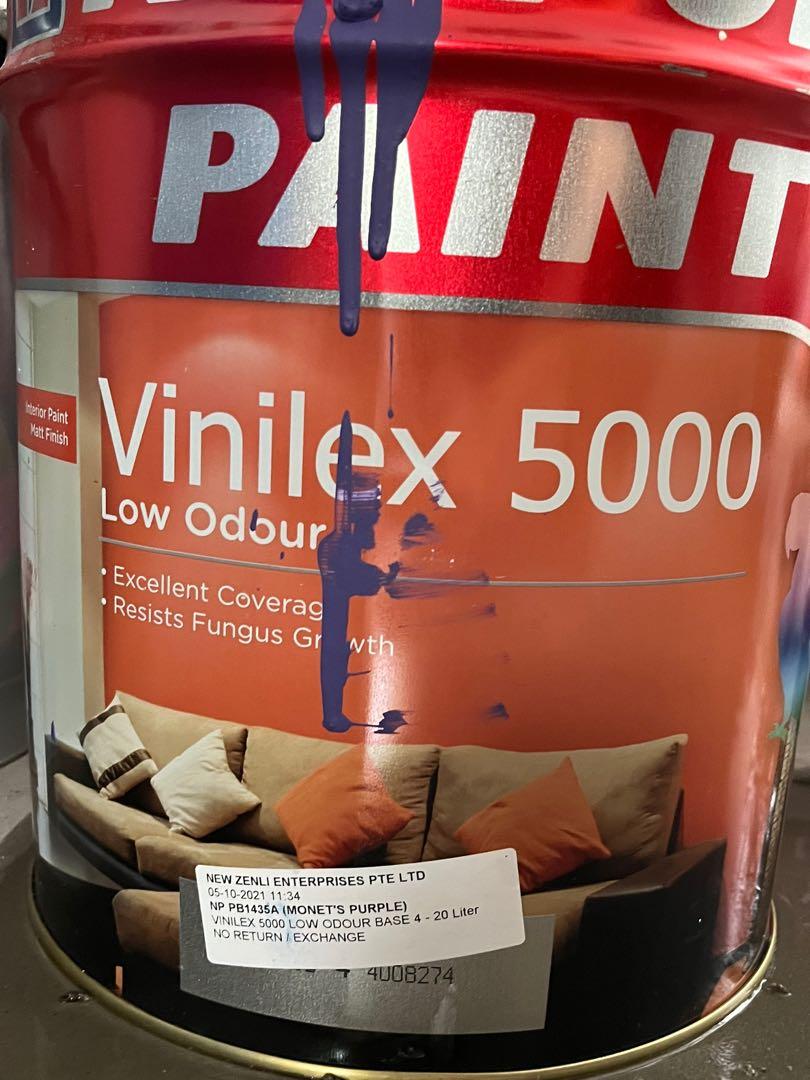 PAINT
Interior Paint
Matt Finish
Vinilex 5000
Low Odour
• Excellent Coverag
• Resists Fungus Gr wth
NEW ZENLI ENTERPRISES PTE LTD
05-10-2021 11:34
NP PB1435A (MONET'S PURPLE)
VINILEX 5000 LOW ODOUR BASE 4 - 20 Liter
NO RETURN / EXCHANGE
4008274